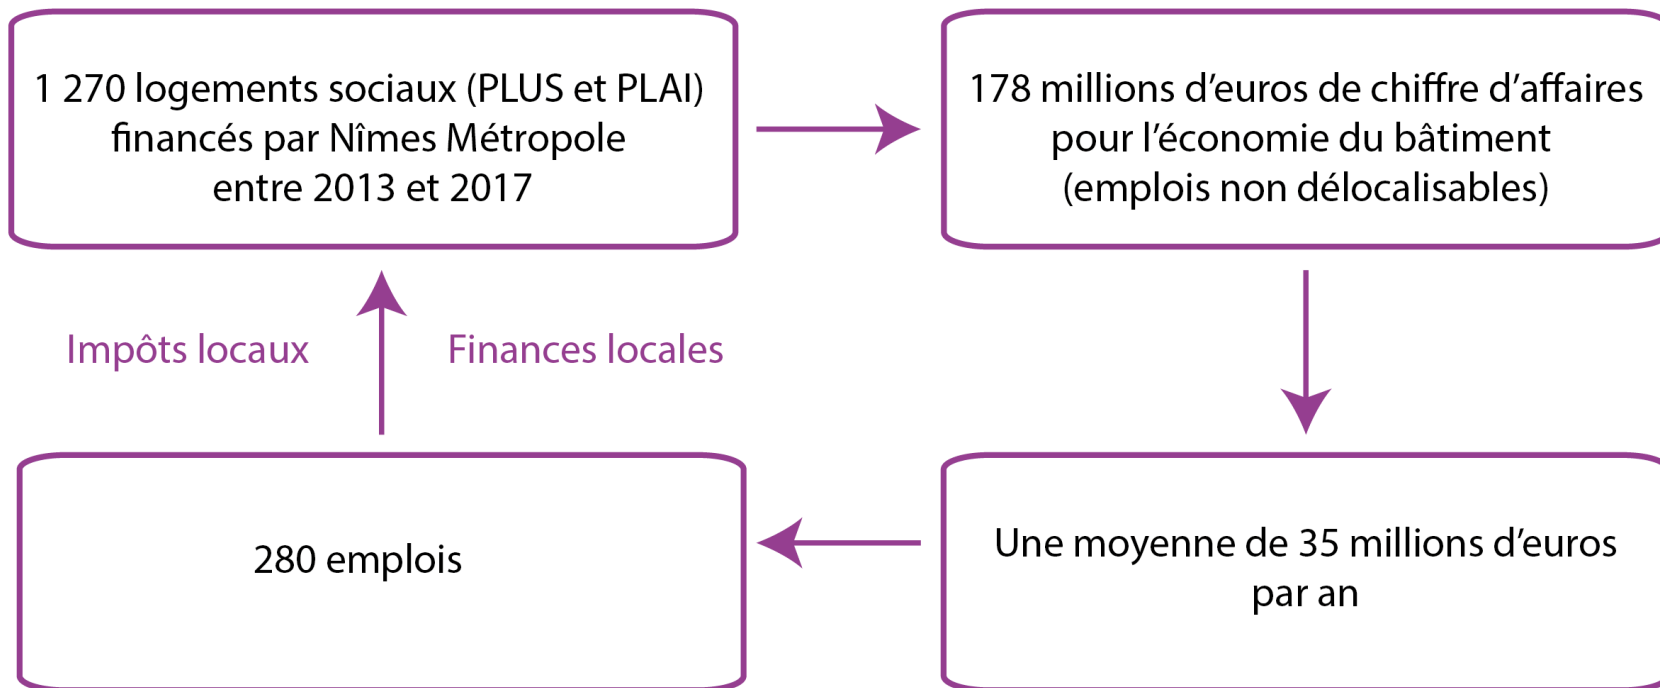 1 270 logements sociaux (PLUS et PLAI)
financés par Nîmes Métropole
entre 2013 et 2017
178 millions d’euros de chiffre d’affaires
pour l’économie du bâtiment
(emplois non délocalisables)
Impôts locaux
Finances locales
280 emplois
Une moyenne de 35 millions d’euros
par an